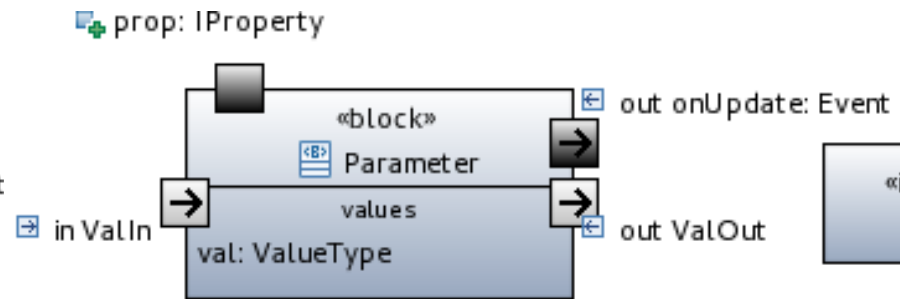 prop: IProperty
out onUpdate: Event
«block»
<B> Parameter
in ValIn
values
out ValOut
val: ValueType